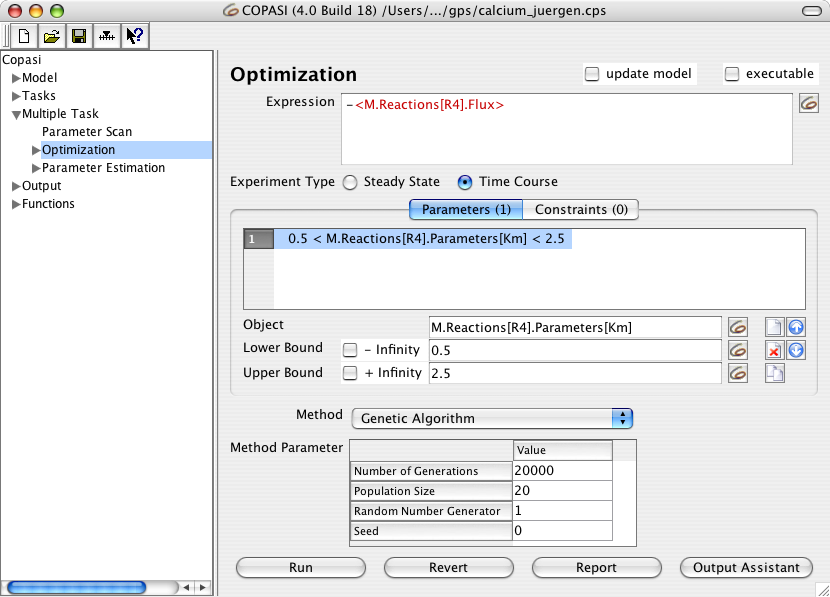 COPASI (4.0 Build 18) /Users/.../gps/calcium_juergen.cps
Copasi
Model
Tasks
Multiple Task
Parameter Scan
Optimization
Parameter Estimation
Output
Functions
Optimization
update model
executable
Expression
-<M.Reactions[R4].Flux>
Experiment Type
Steady State
Time Course
Parameters (1)
Constraints (0)
1
0.5 < M.Reactions[R4].Parameters[Km] < 2.5
Object
M.Reactions[R4].Parameters[Km]
Lower Bound
- Infinity
0.5
Upper Bound
+ Infinity
2.5
Method
Genetic Algorithm
Method Parameter
Value
Number of Generations
20000
Population Size
20
Random Number Generator
1
Seed
0
Run
Revert
Report
Output Assistant